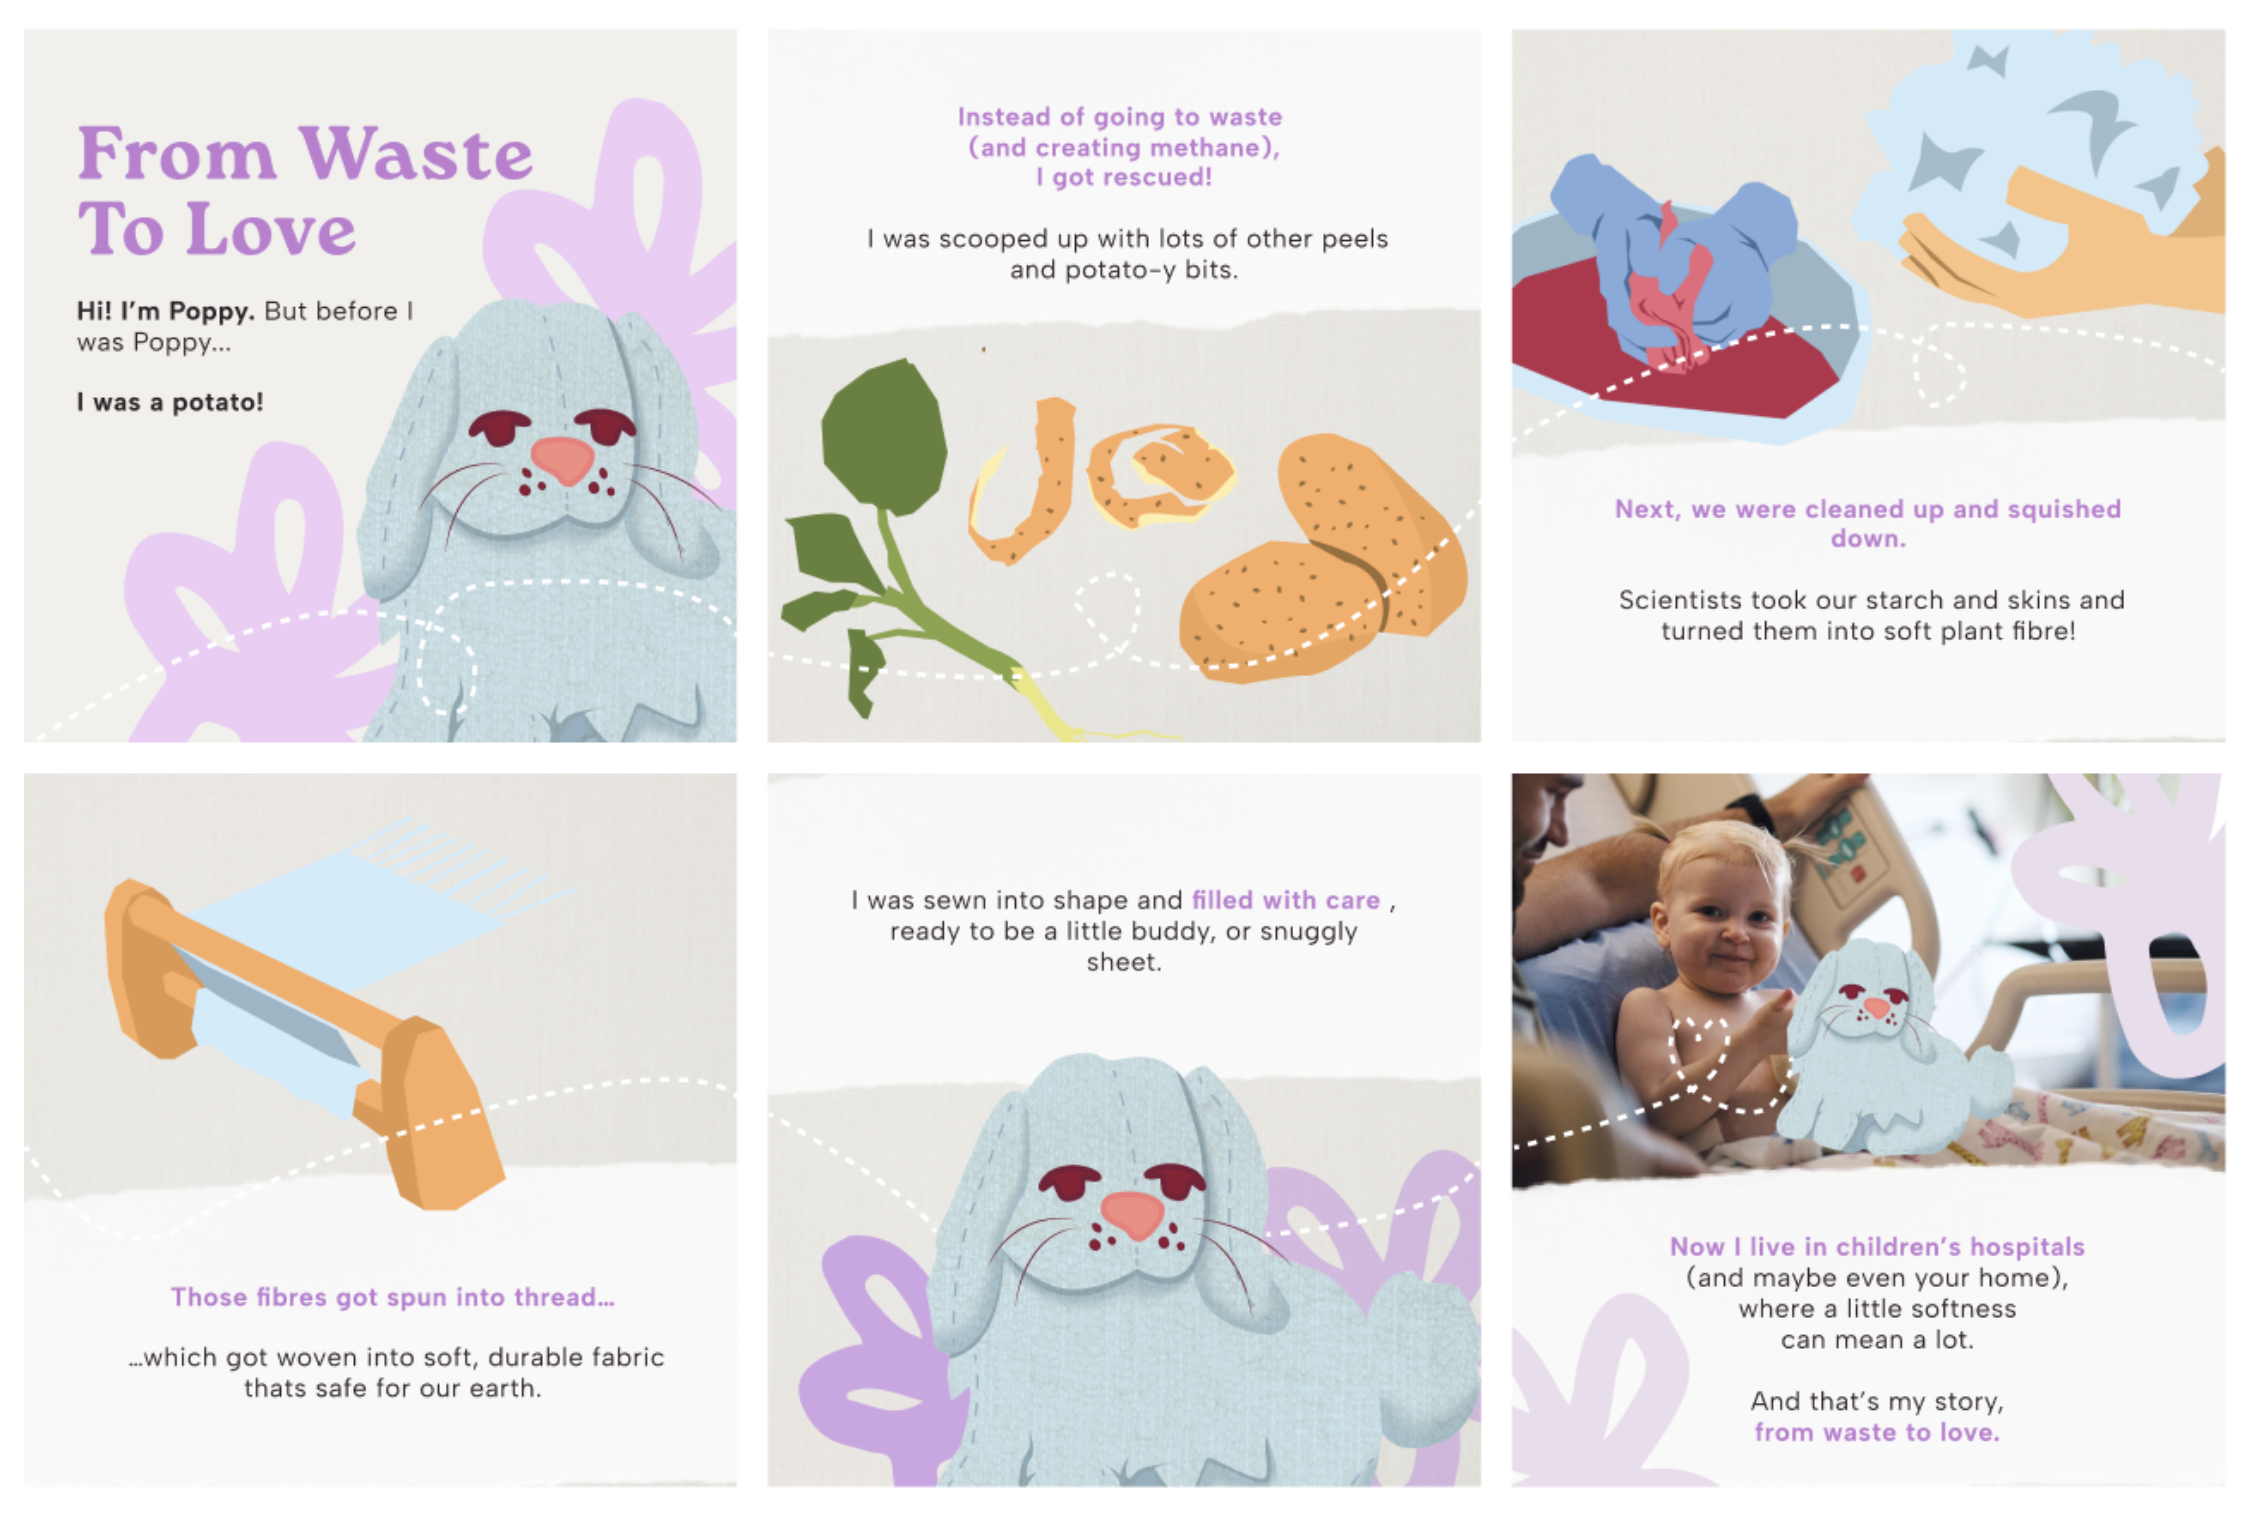 From Waste
To Love
Hi! I'm Poppy. But before I
was Poppy...
I was a potato!
Instead of going to waste
(and creating methane),
I got rescued!
I was scooped up with lots of other peels
and potato-y bits.
Next, we were cleaned up and squished
down.
Scientists took our starch and skins and
turned them into soft plant fibre!
Those fibres got spun into thread...
...which got woven into soft, durable fabric
thats safe for our earth.
I was sewn into shape and filled with care ,
ready to be a little buddy, or snuggly
sheet.
Now I live in children's hospitals
(and maybe even your home),
where a little softness
can mean a lot.
And that's my story,
from waste to love.